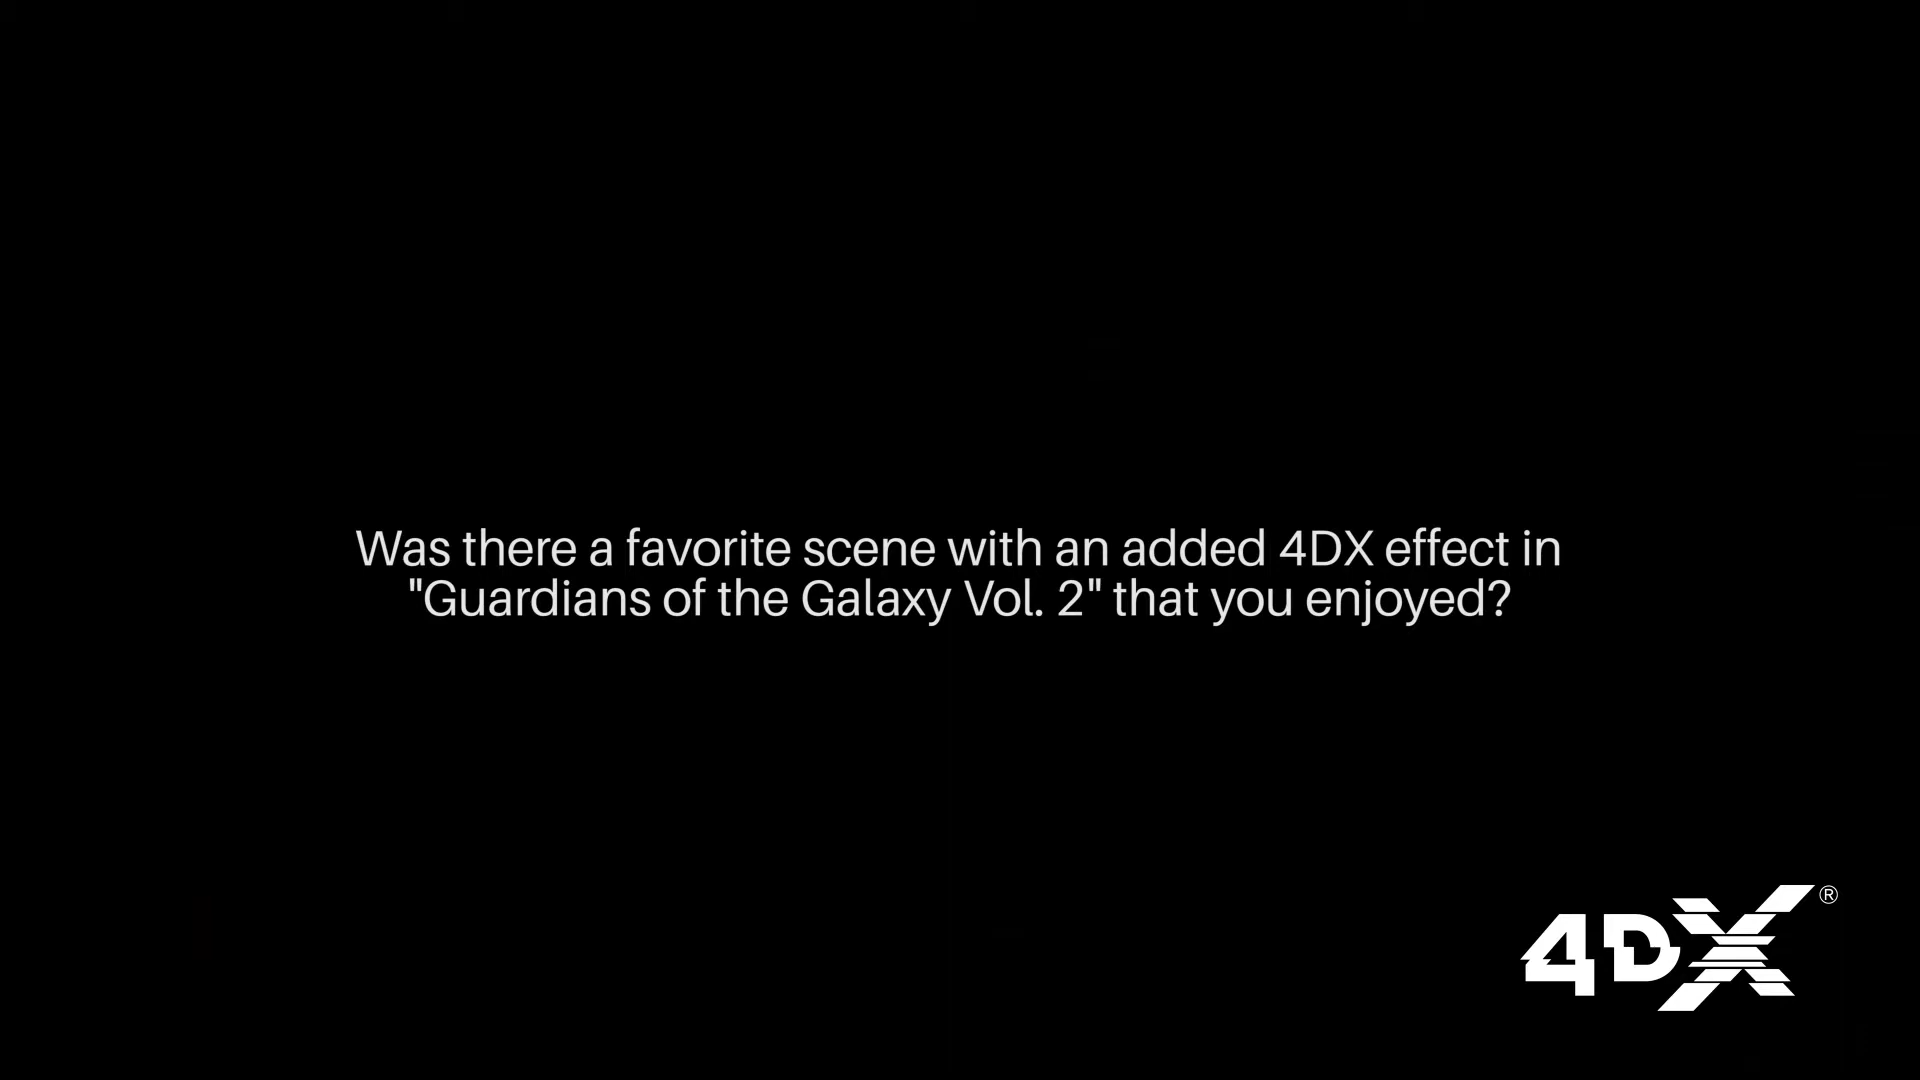 Was there a favorite scene with an added 4DX effect in
"Guardians of the Galaxy Vol. 2" that you enjoyed?
4DX®